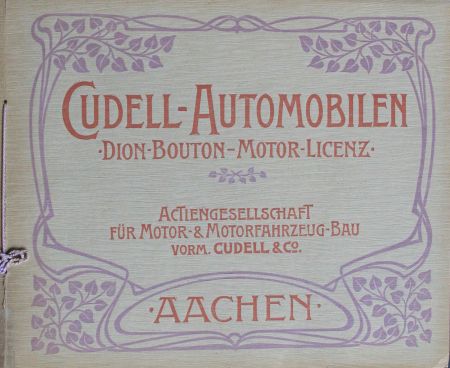 CUDELL-AUTOMOBILEN
·DION-BOUTON-MOTOR-LICENZ·
ACTIENGESELLSCHAFT
FÜR MOTOR-& MOTORFAHRZEUG-BAU
VORM. CUDELL & CO.
·AACHEN·